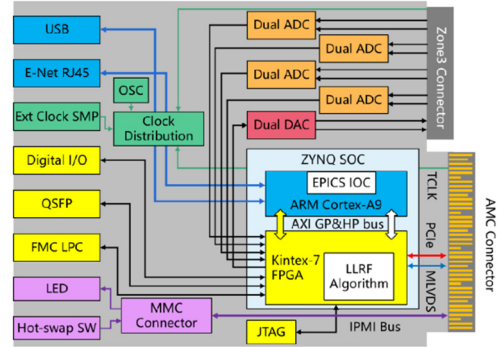 USB
Dual ADC
Dual ADC
E-Net RJ45
Dual ADC
OSC
Dual ADC
Zone3 Connector
Ext Clock SMP
Clock
Distribution
Dual DAC
Digital I/O
ZYNQ SOC
EPICS IOC
ARM Cortex-A9
TCLK
QSFP
AXI GP&HP bus
PCIe
AMC Connector
FMC LPC
Kintex-7
FPGA
LLRF
Algorithm
MLVDS
LED
MMC
Connector
Hot-swap SW
JTAG
IPMI Bus